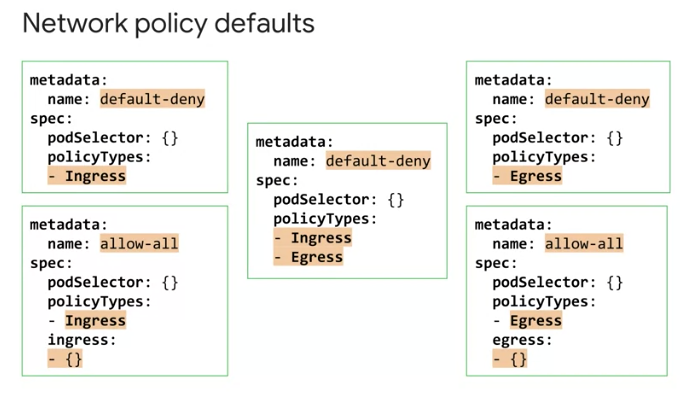 Network policy defaults
metadata:
  name: default-deny
spec:
  podSelector: {}
  policyTypes:
  - Ingress
metadata:
  name: allow-all
spec:
  podSelector: {}
  policyTypes:
  - Ingress
  ingress:
  - {}
metadata:
  name: default-deny
spec:
  podSelector: {}
  policyTypes:
  - Ingress
  - Egress
metadata:
  name: default-deny
spec:
  podSelector: {}
  policyTypes:
  - Egress
metadata:
  name: allow-all
spec:
  podSelector: {}
  policyTypes:
  - Egress
  egress:
  - {}